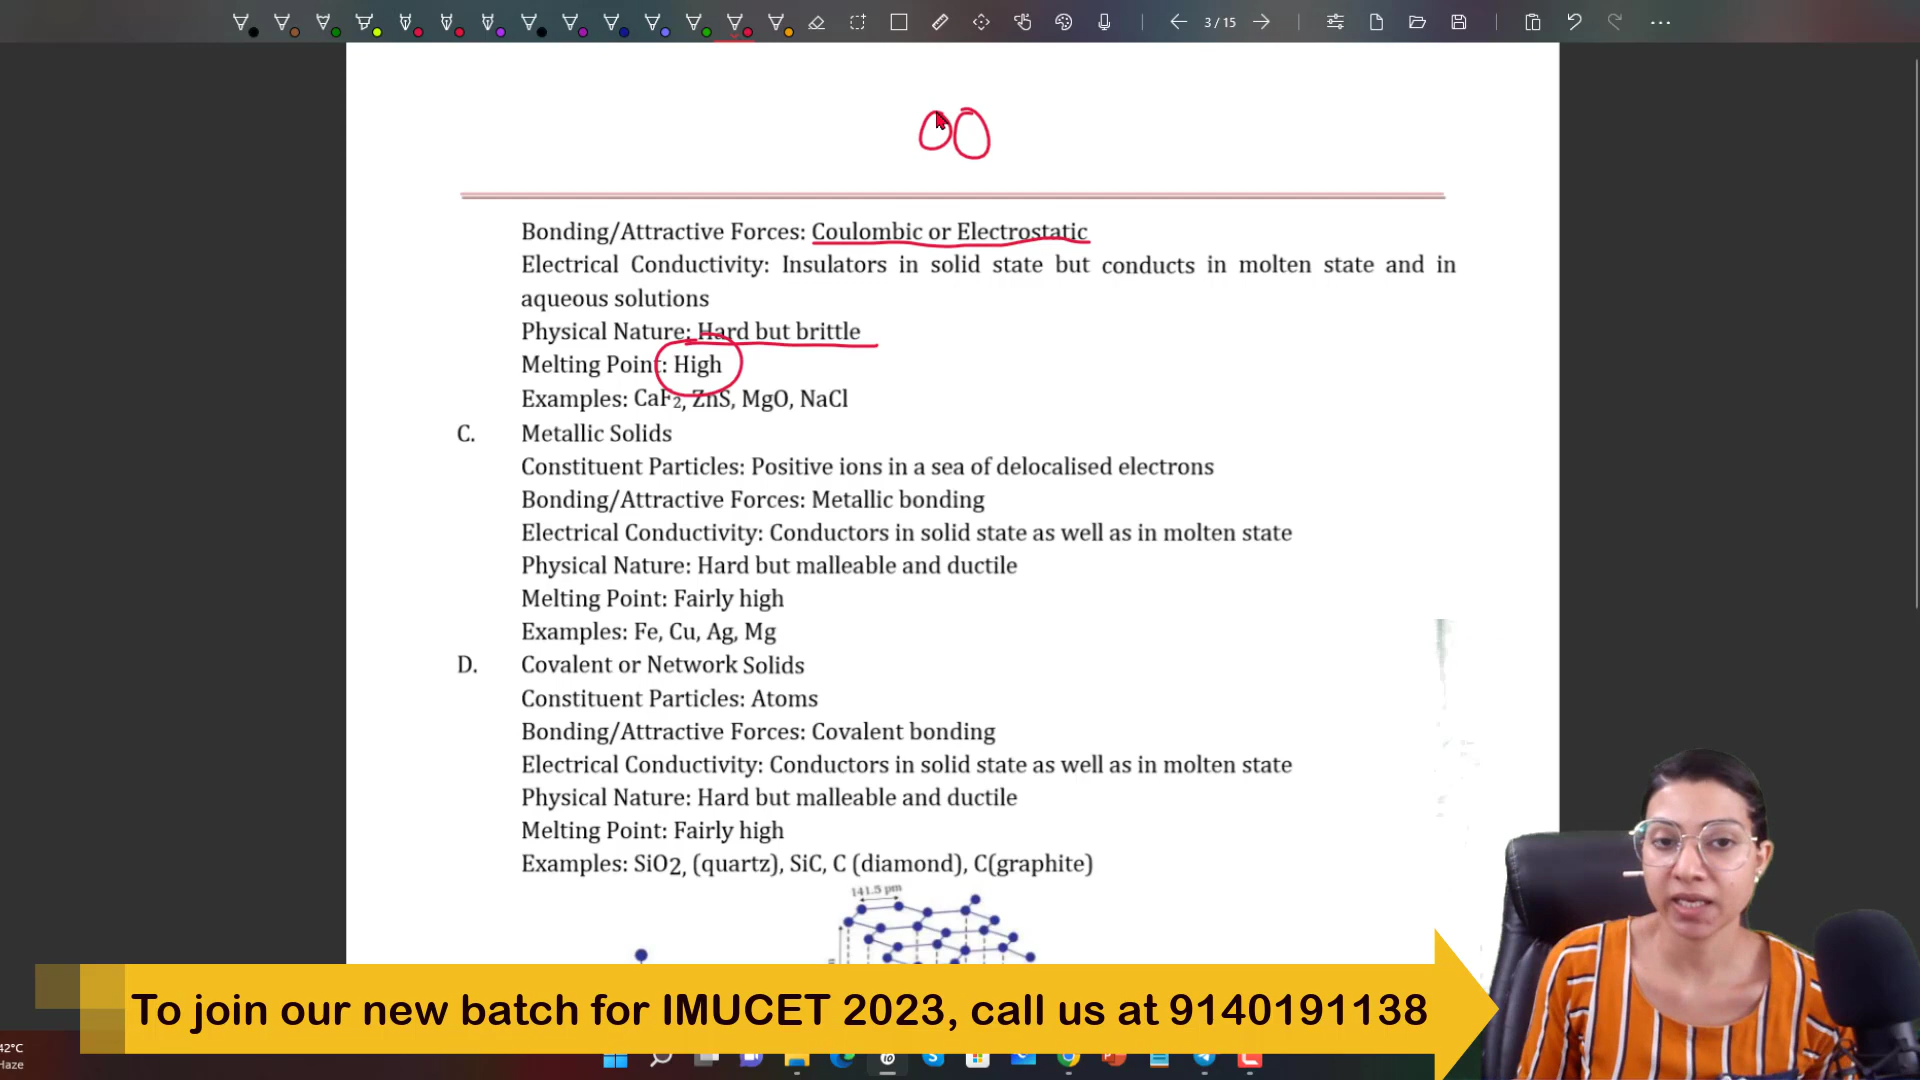 3 / 15
Bonding/Attractive Forces: Coulombic or Electrostatic
Electrical Conductivity: Insulators in solid state but conducts in molten state and in
aqueous solutions
Physical Nature: Hard but brittle
Melting Point: High
Examples: CaF₂, ZnS, MgO, NaCl
C. Metallic Solids
Constituent Particles: Positive ions in a sea of delocalised electrons
Bonding/Attractive Forces: Metallic bonding
Electrical Conductivity: Conductors in solid state as well as in molten state
Physical Nature: Hard but malleable and ductile
Melting Point: Fairly high
Examples: Fe, Cu, Ag, Mg
D. Covalent or Network Solids
Constituent Particles: Atoms
Bonding/Attractive Forces: Covalent bonding
Electrical Conductivity: Conductors in solid state as well as in molten state
Physical Nature: Hard but malleable and ductile
Melting Point: Fairly high
Examples: SiO2, (quartz), SiC, C (diamond), C(graphite)
141.5 pm
To join our new batch for IMUCET 2023, call us at 9140191138
42°C
Haze